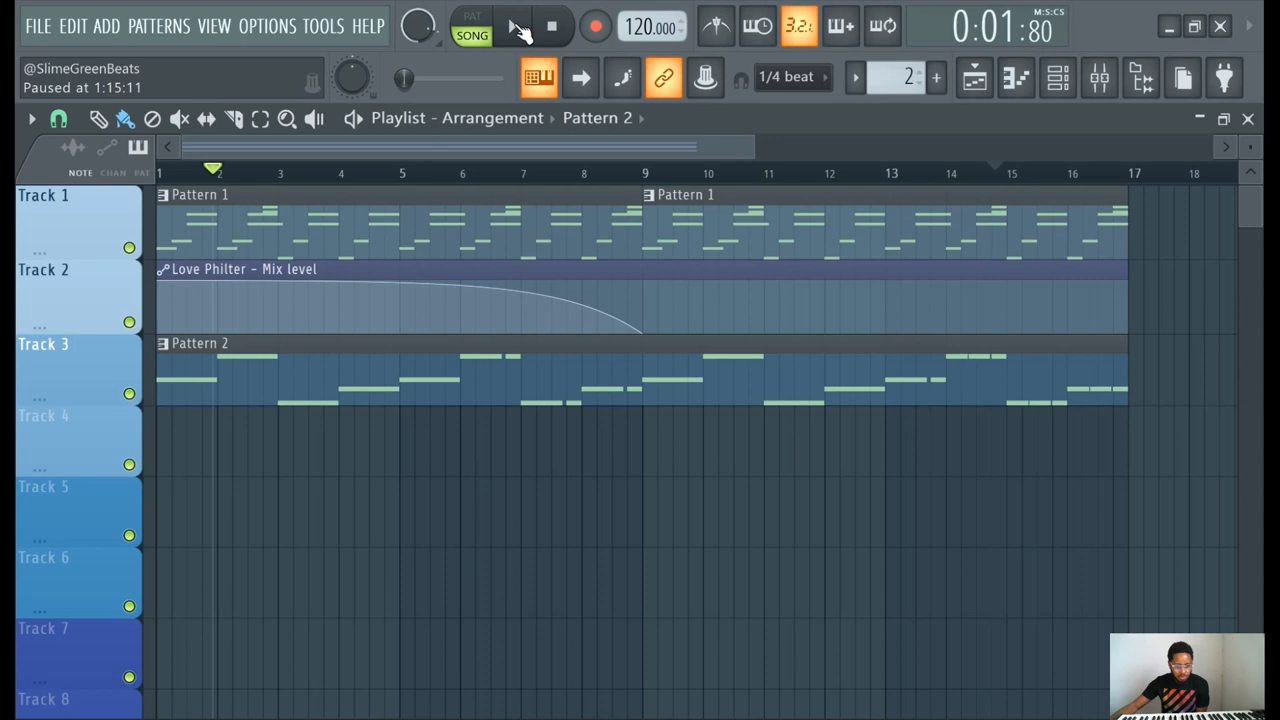 FILE EDIT ADD PATTERNS VIEW OPTIONS TOOLS HELP
PAT
SONG
120.000
3.2.
0:01:80
M:S:CS
@SlimeGreenBeats
Paused at 1:15:11
1/4 beat
2
Playlist - Arrangement › Pattern 2 ›
NOTE CHAN PAT
1 2 3 4 5 6 7 8 9 10 11 12 13 14 15 16 17 18
Track 1
Pattern 1
Pattern 1
Track 2
Love Philter - Mix level
Track 3
Pattern 2
Track 4
Track 5
Track 6
Track 7
Track 8